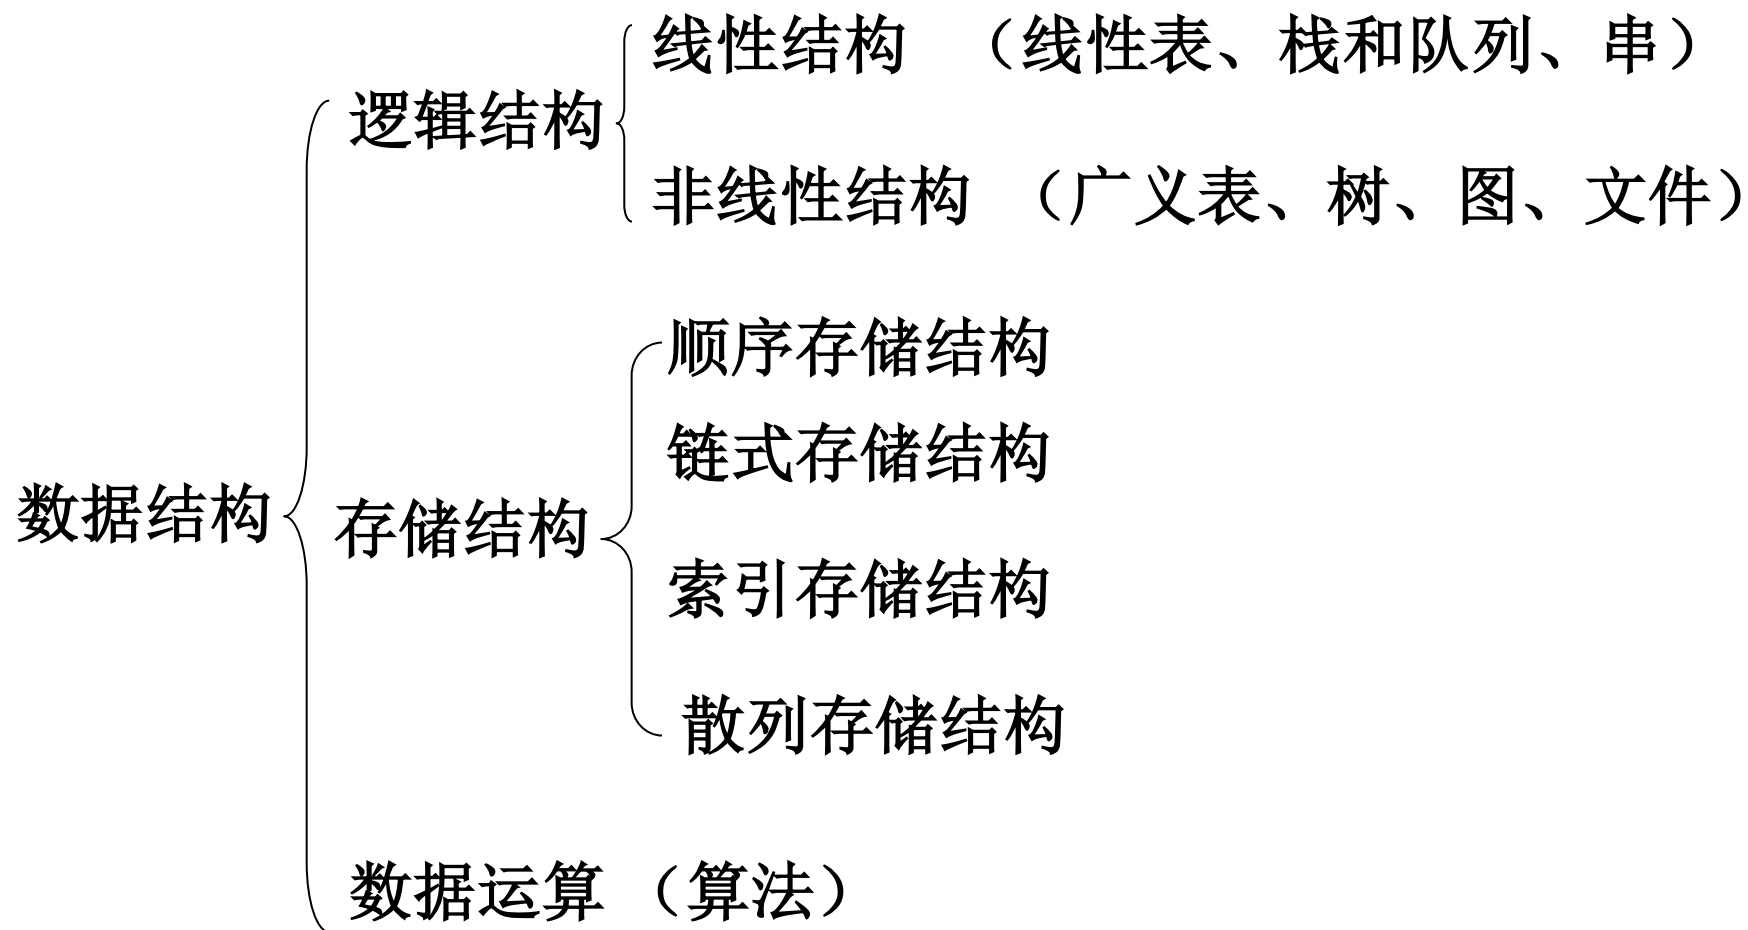 线性结构 （线性表、栈和队列、串）
逻辑结构
非线性结构 （广义表、树、图、文件）
顺序存储结构
链式存储结构
数据结构
存储结构
索引存储结构
散列存储结构
数据运算 （算法）